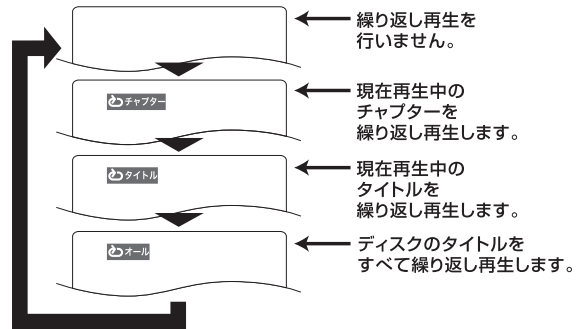 繰り返し再生を
行いません。
チャプター
現在再生中の
チャプターを
繰り返し再生します。
タイトル
現在再生中の
タイトルを
繰り返し再生します。
オール
ディスクのタイトルを
すべて繰り返し再生します。